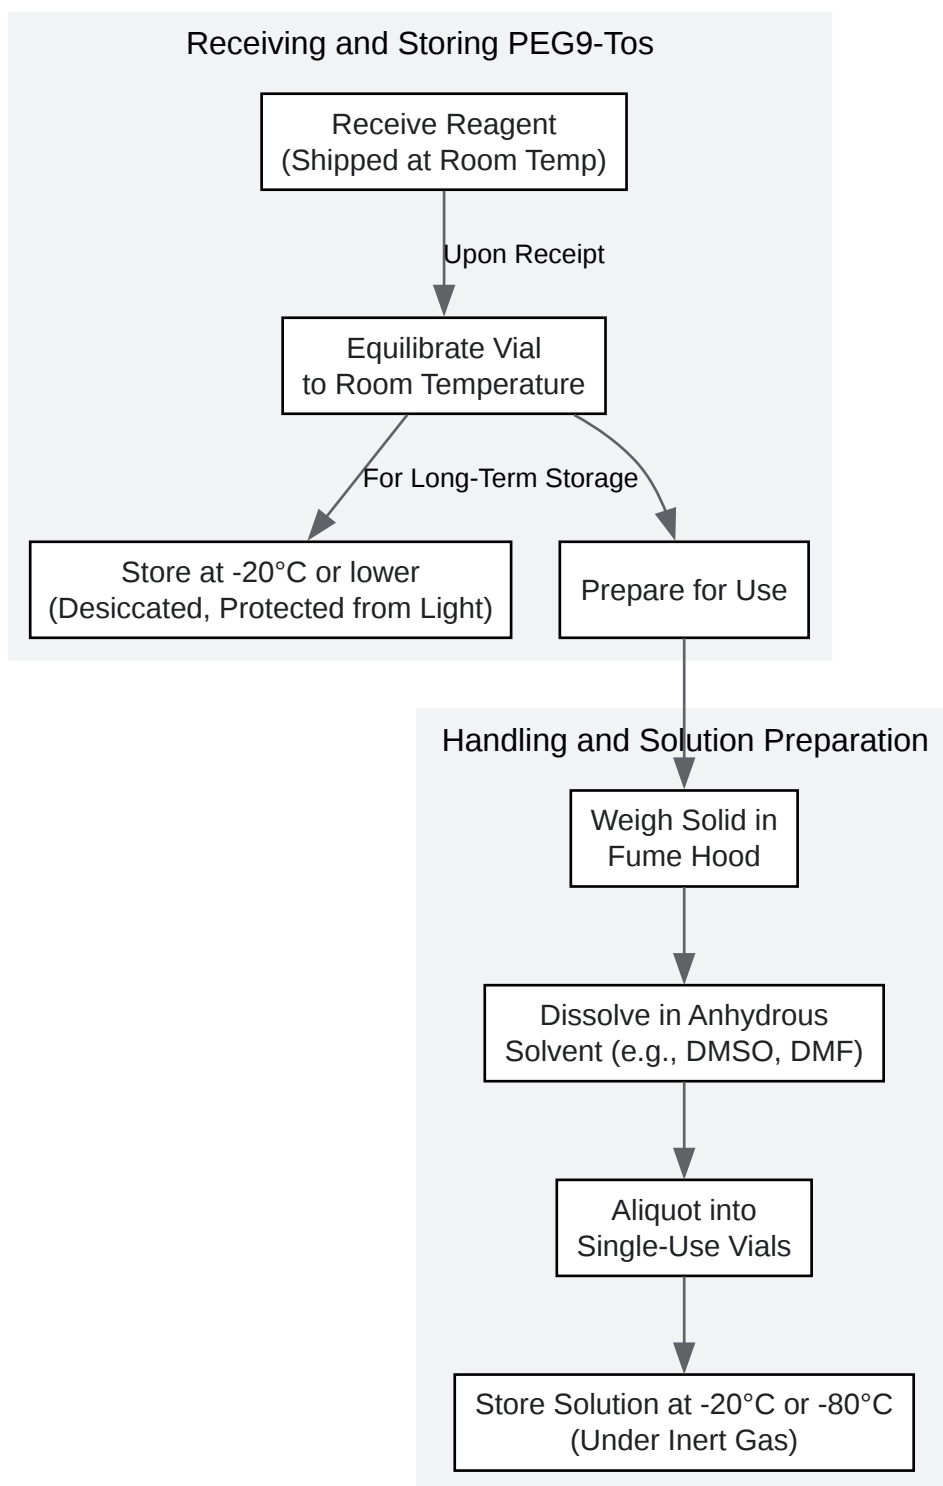 Receiving and Storing PEG9-Tos
Receive Reagent
(Shipped at Room Temp)
Upon Receipt
Equilibrate Vial
to Room Temperature
For Long-Term Storage
Store at -20°C or lower
(Desiccated, Protected from Light)
Prepare for Use
Handling and Solution Preparation
Weigh Solid in
Fume Hood
Dissolve in Anhydrous
Solvent (e.g., DMSO, DMF)
Aliquot into
Single-Use Vials
Store Solution at -20°C or -80°C
(Under Inert Gas)